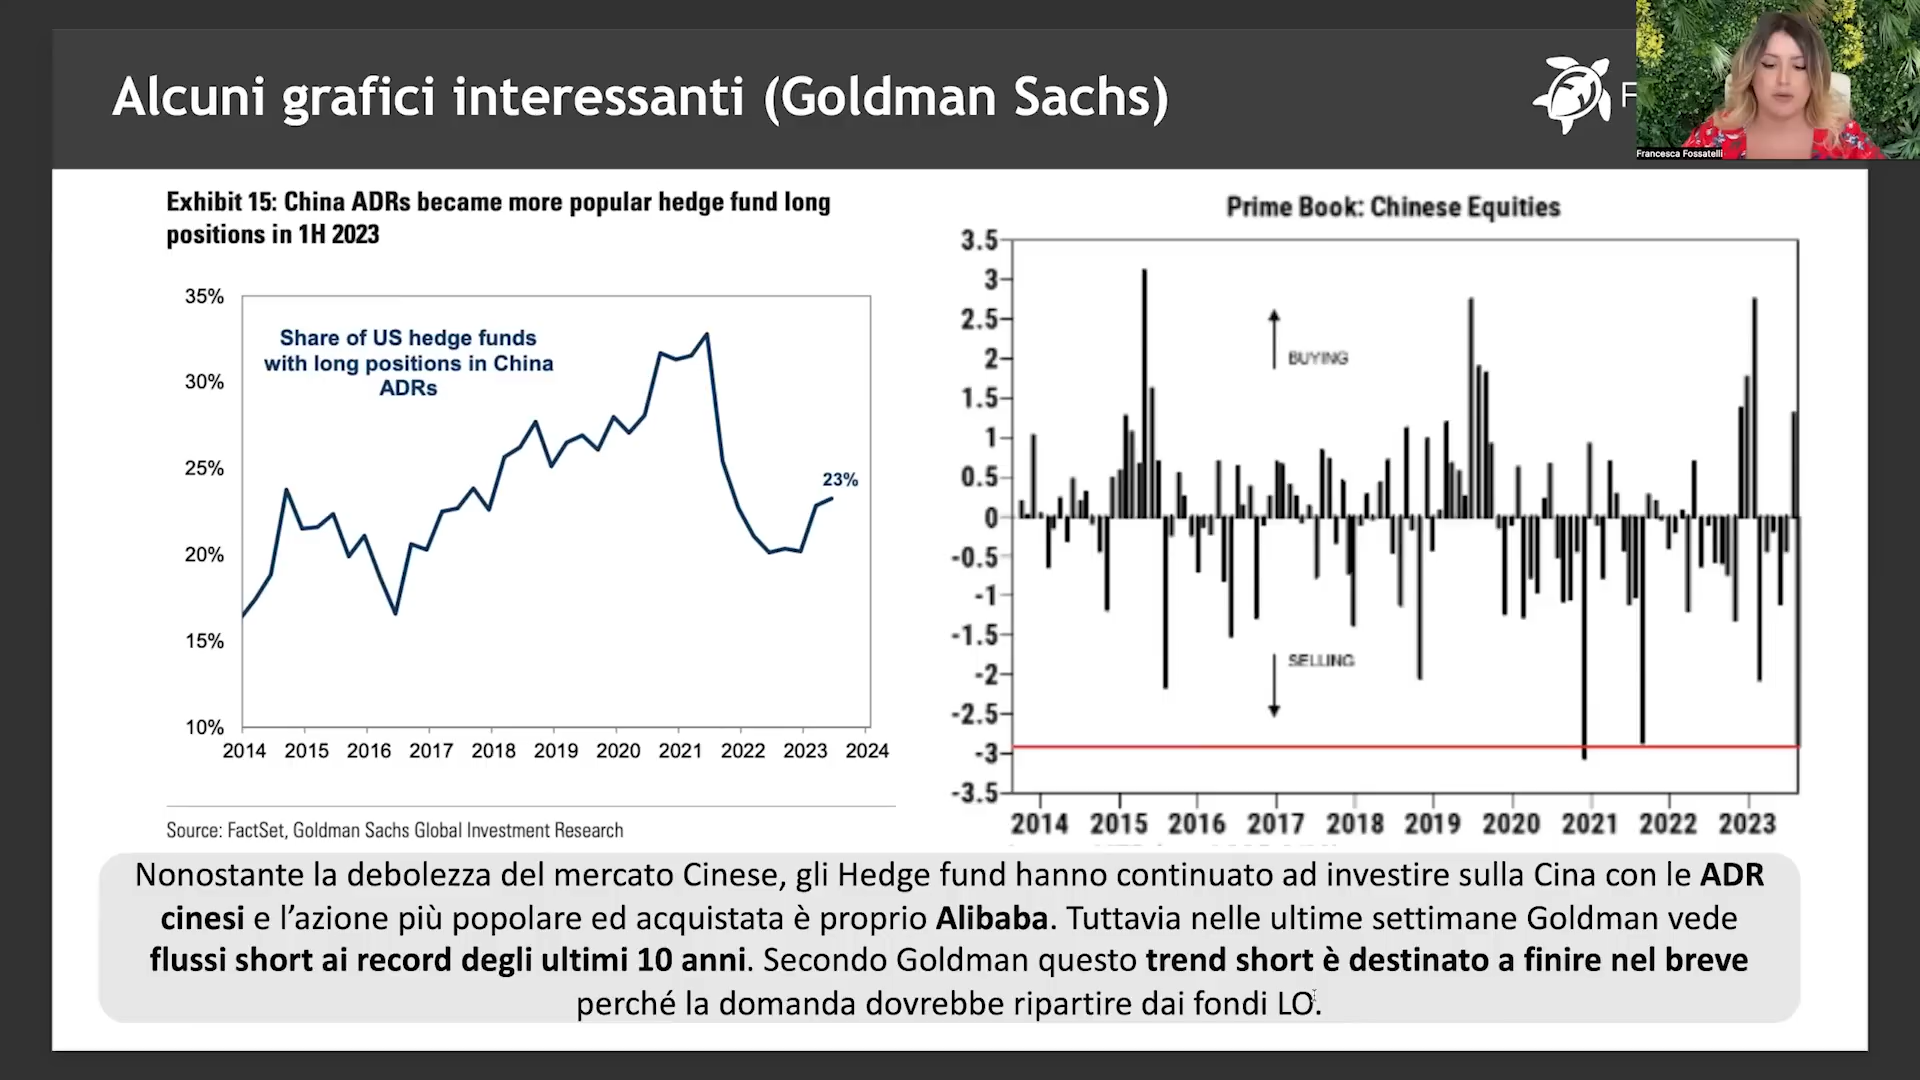 Alcuni grafici interessanti (Goldman Sachs)
F
Francesca Fossatelli
Exhibit 15: China ADRs became more popular hedge fund long
positions in 1H 2023
35%
30%
25%
20%
15%
10%
Share of US hedge funds
with long positions in China
ADRs
23%
2014 2015 2016 2017 2018 2019 2020 2021 2022 2023 2024
Source: FactSet, Goldman Sachs Global Investment Research
Prime Book: Chinese Equities
3.5
3
2.5
2
1.5
1
0.5
0
-0.5
-1
-1.5
-2
-2.5
-3
-3.5
BUYING
SELLING
2014 2015 2016 2017 2018 2019 2020 2021 2022 2023
Nonostante la debolezza del mercato Cinese, gli Hedge fund hanno continuato ad investire sulla Cina con le ADR
cinesi e l’azione più popolare ed acquistata è proprio Alibaba. Tuttavia nelle ultime settimane Goldman vede
flussi short ai record degli ultimi 10 anni. Secondo Goldman questo trend short è destinato a finire nel breve
perché la domanda dovrebbe ripartire dai fondi LO.